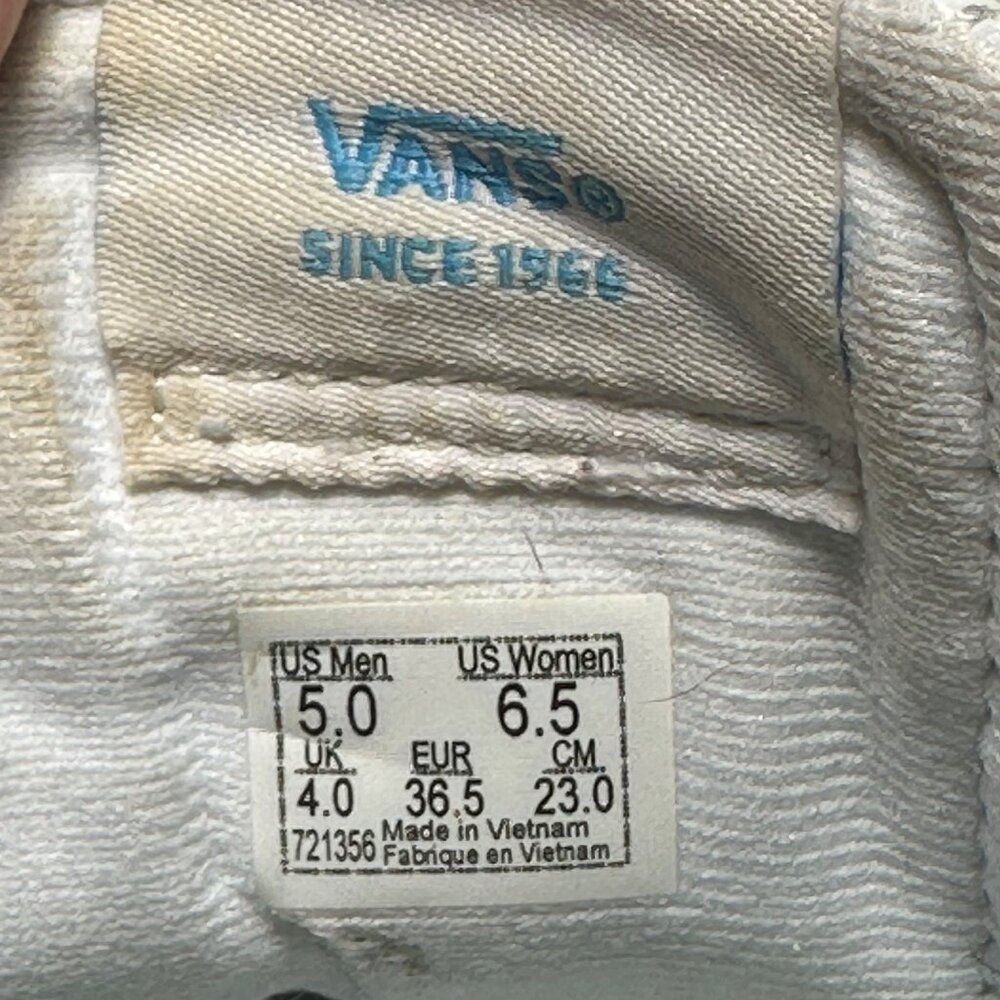 VANS®
SINCE 1966
US Men US Women
5.0 6.5
UK EUR CM
4.0 36.5 23.0
721356 Made in Vietnam
Fabrique en Vietnam